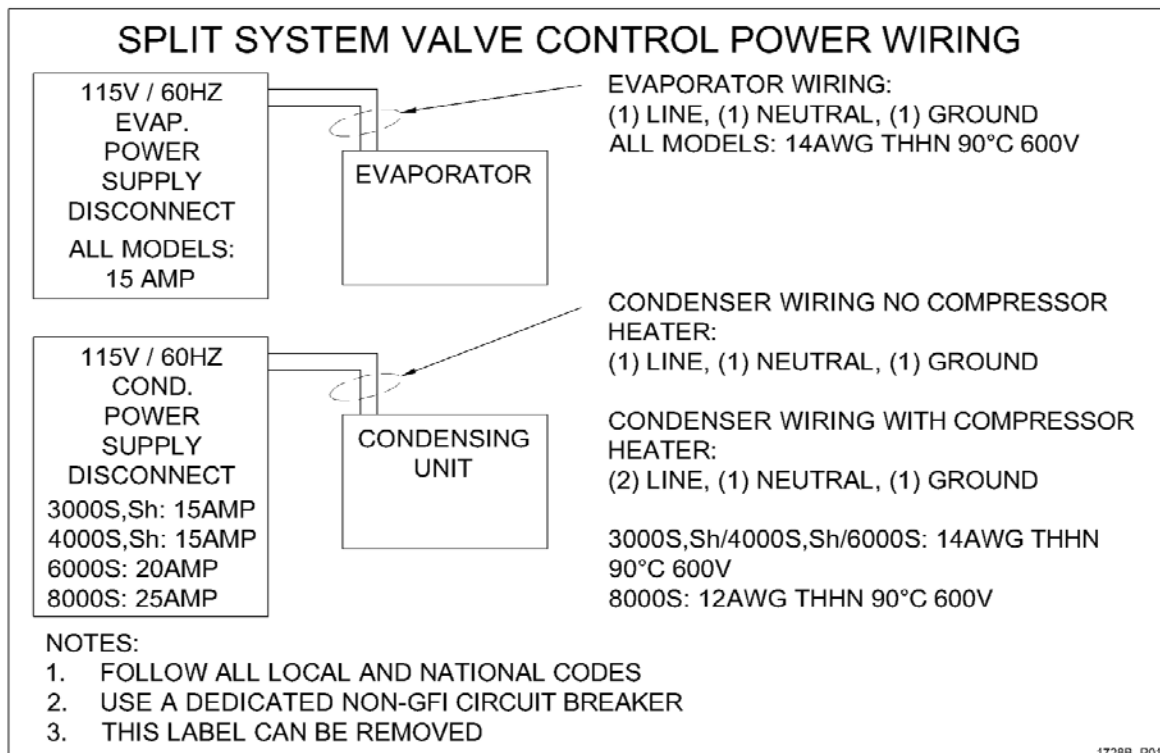 SPLIT SYSTEM VALVE CONTROL POWER WIRING
115V / 60HZ
EVAP.
POWER
SUPPLY
DISCONNECT
ALL MODELS:
15 AMP
EVAPORATOR
EVAPORATOR WIRING:
(1) LINE, (1) NEUTRAL, (1) GROUND
ALL MODELS: 14AWG THHN 90°C 600V
115V / 60HZ
COND.
POWER
SUPPLY
DISCONNECT
3000S,Sh: 15AMP
4000S,Sh: 15AMP
6000S: 20AMP
8000S: 25AMP
CONDENSING
UNIT
CONDENSER WIRING NO COMPRESSOR
HEATER:
(1) LINE, (1) NEUTRAL, (1) GROUND
CONDENSER WIRING WITH COMPRESSOR
HEATER:
(2) LINE, (1) NEUTRAL, (1) GROUND
3000S,Sh/4000S,Sh/6000S: 14AWG THHN
90°C 600V
8000S: 12AWG THHN 90°C 600V
NOTES:
1. FOLLOW ALL LOCAL AND NATIONAL CODES
2. USE A DEDICATED NON-GFI CIRCUIT BREAKER
3. THIS LABEL CAN BE REMOVED